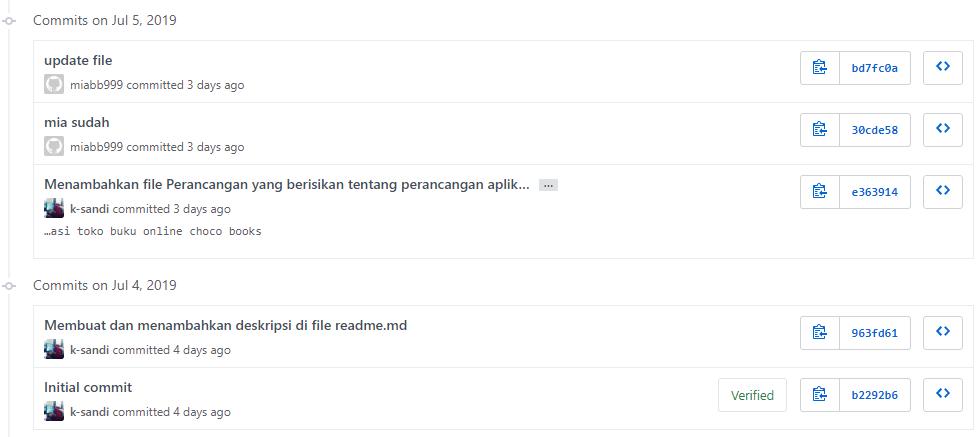 Commits on Jul 5, 2019
update file
bd7fc0a
miabb999 committed 3 days ago
mia sudah
30cde58
miabb999 committed 3 days ago
Menambahkan file Perancangan yang berisikan tentang perancangan aplik... ...
e363914
k-sandi committed 3 days ago
…asi toko buku online choco books
Commits on Jul 4, 2019
Membuat dan menambahkan deskripsi di file readme.md
963fd61
k-sandi committed 4 days ago
Initial commit
Verified
b2292b6
k-sandi committed 4 days ago